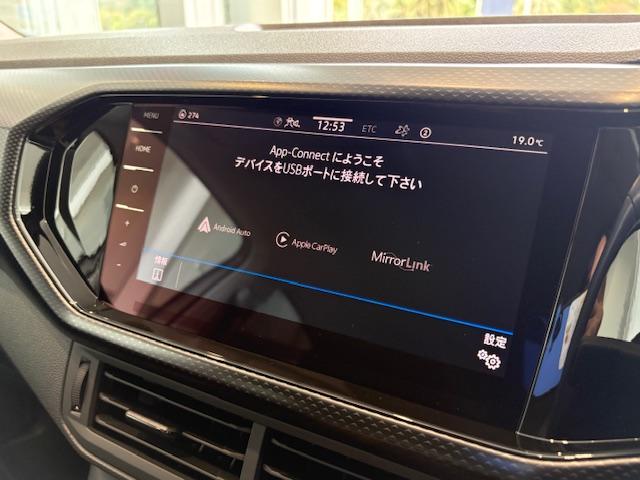 MENU
274
12:53
ETC
2
19.0℃
HOME
App-Connect にようこそ
デバイスをUSBポートに接続して下さい
Android Auto
Apple CarPlay
MirrorLink
情報
設定